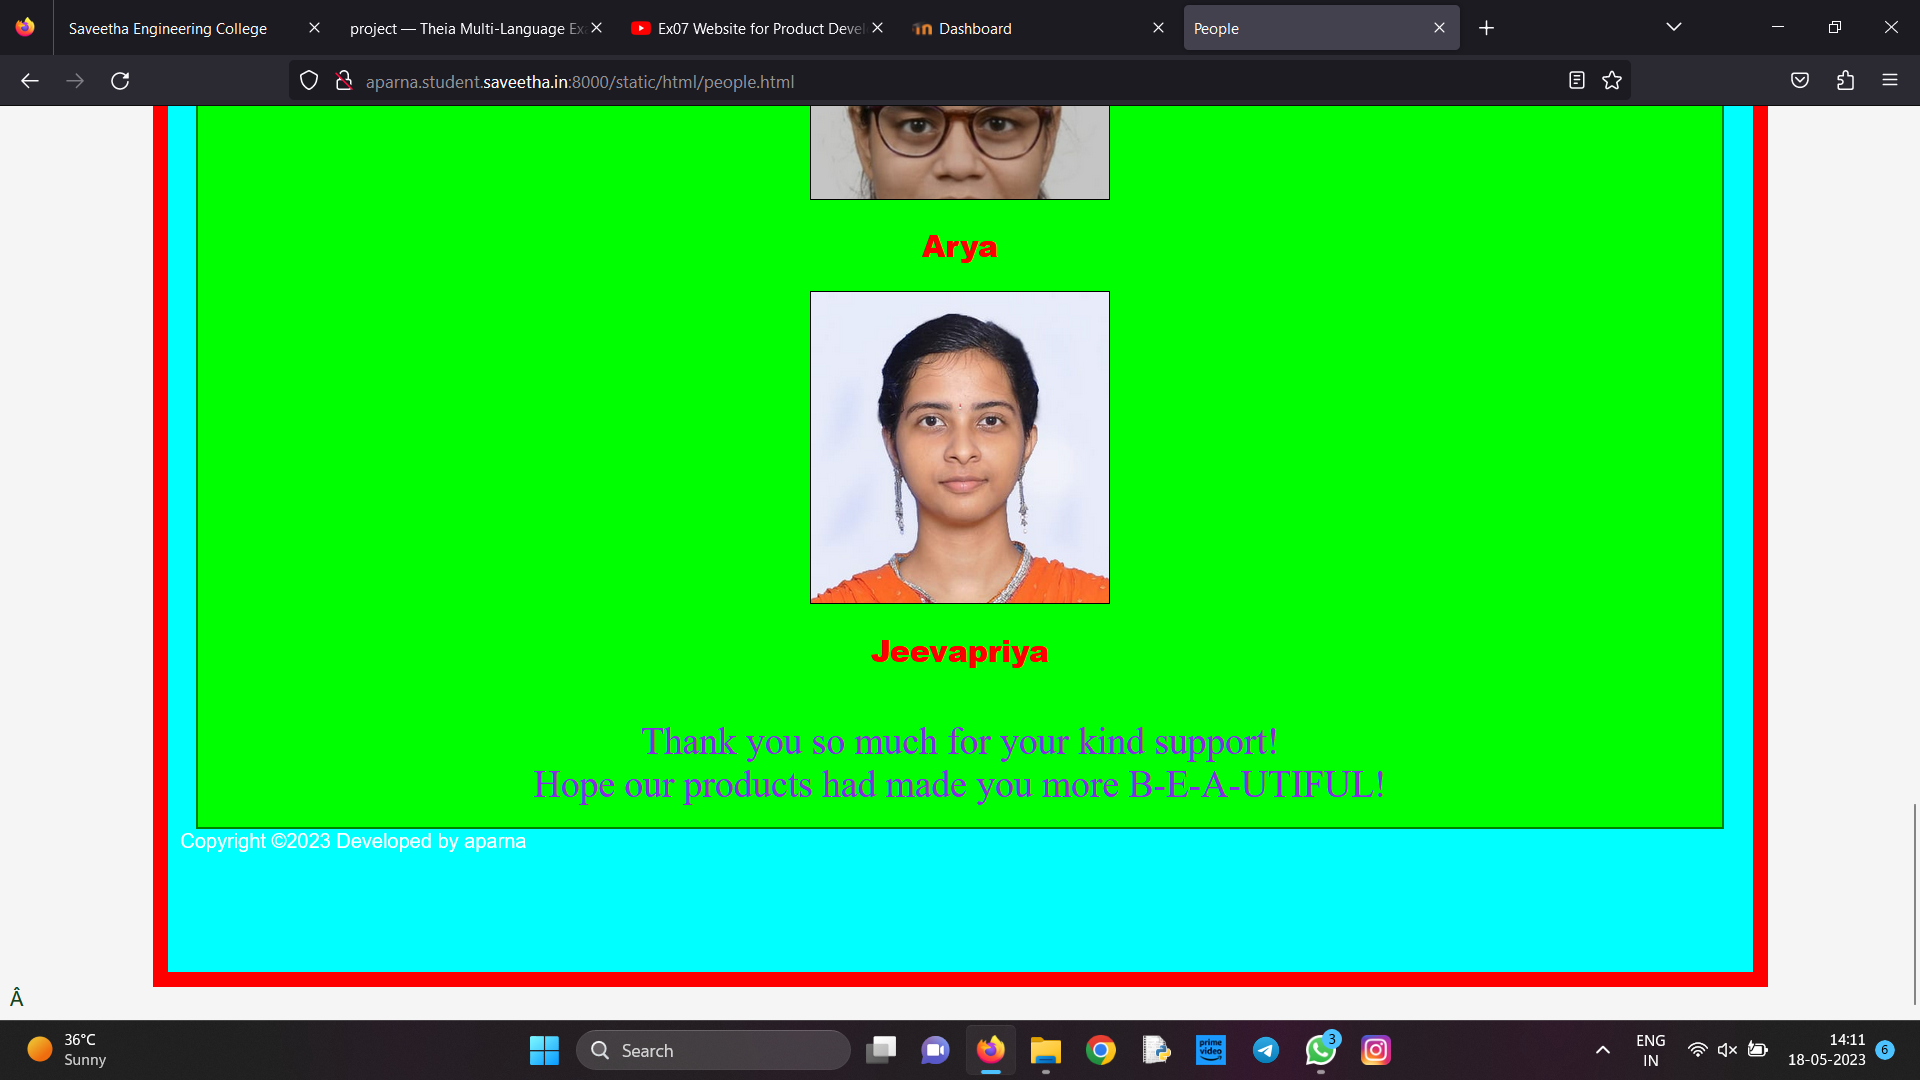 Saveetha Engineering College
project — Theia Multi-Language Ex
Ex07 Website for Product Devel
Dashboard
People
aparna.student.saveetha.in:8000/static/html/people.html
Arya
Jeevapriya
Thank you so much for your kind support!
Hope our products had made you more B-E-A-UTIFUL!
Copyright ©2023 Developed by aparna
Â
36°C
Sunny
Search
prime video
3
ENG
IN
14:11
18-05-2023
6